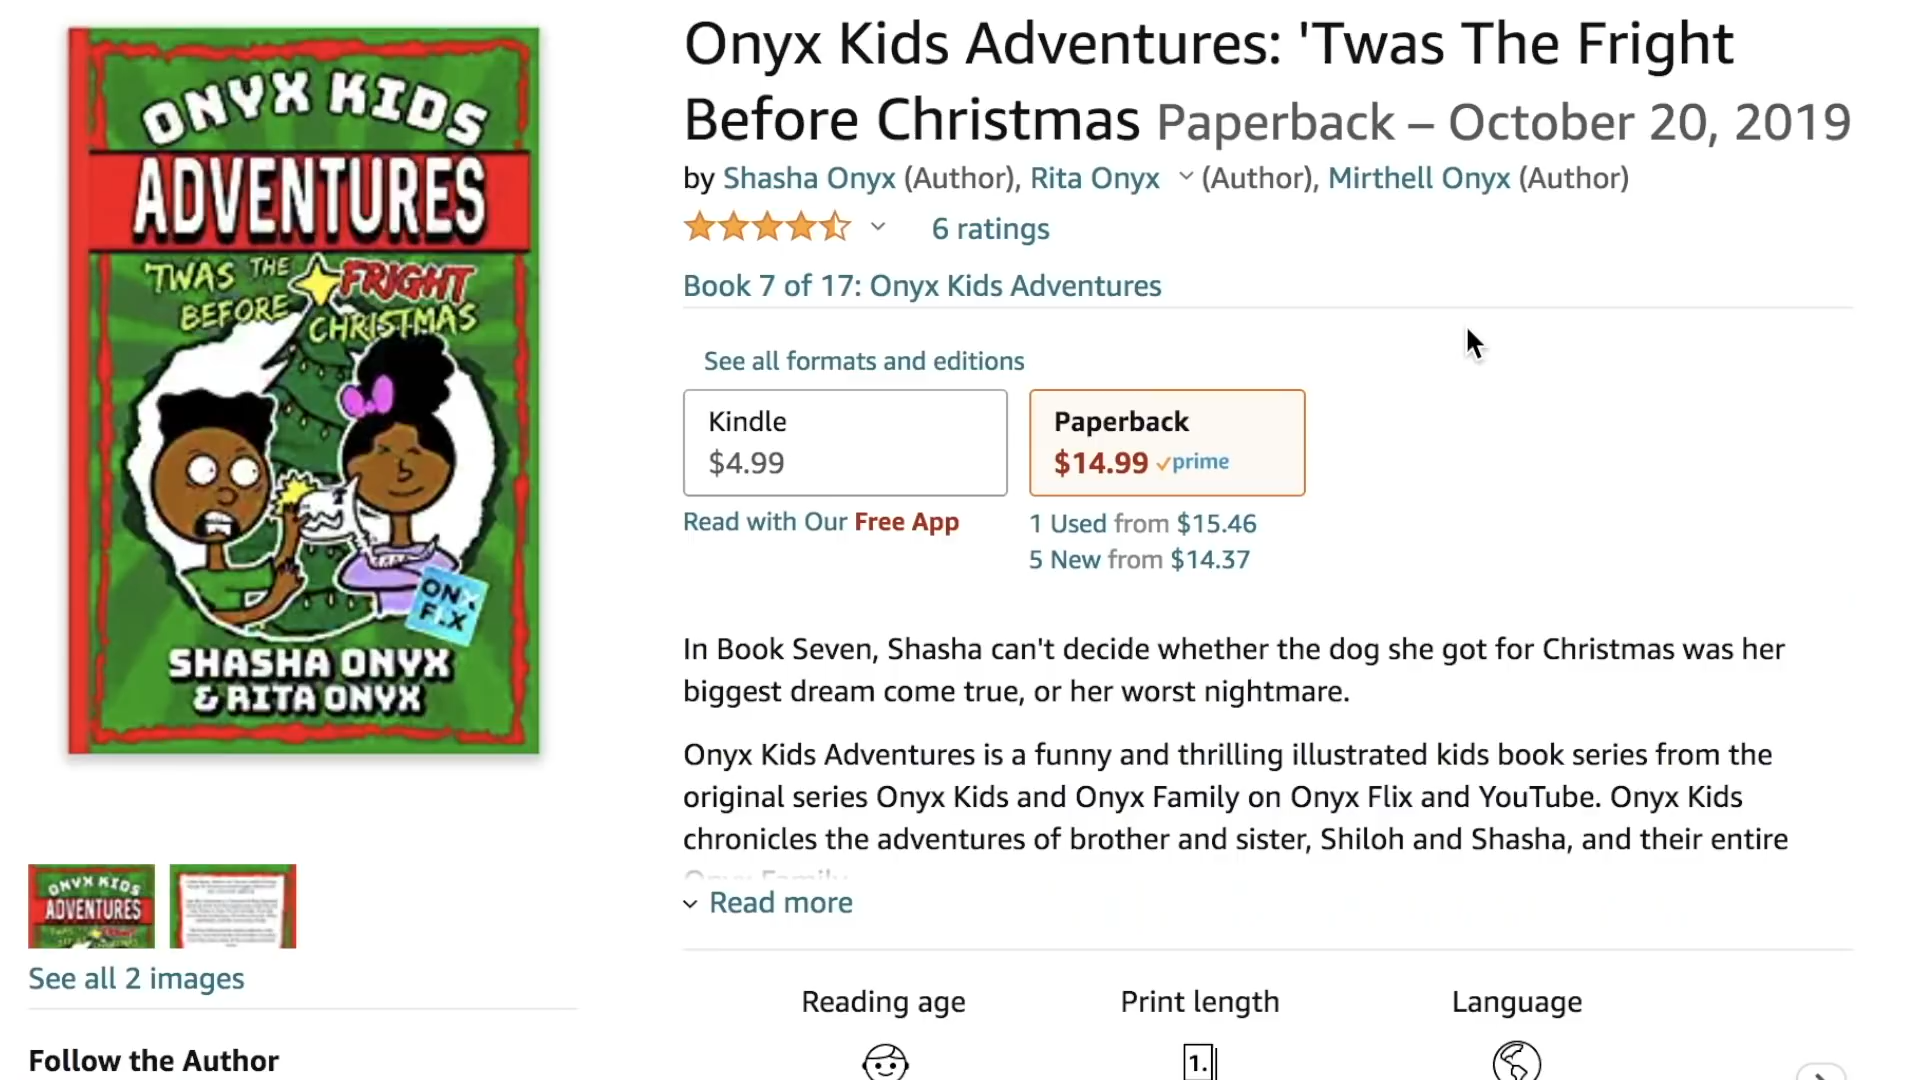 ONYX KIDS
ADVENTURES
'TWAS THE FRIGHT
BEFORE CHRISTMAS
SHASHA ONYX
& RITA ONYX
ONYX KIDS
ADVENTURES
See all 2 images
Follow the Author
Onyx Kids Adventures: 'Twas The Fright
Before Christmas Paperback – October 20, 2019
by Shasha Onyx (Author), Rita Onyx (Author), Mirthell Onyx (Author)
6 ratings
Book 7 of 17: Onyx Kids Adventures
See all formats and editions
Kindle
$4.99
Paperback
$14.99 prime
Read with Our Free App
1 Used from $15.46
5 New from $14.37
In Book Seven, Shasha can't decide whether the dog she got for Christmas was her
biggest dream come true, or her worst nightmare.
Onyx Kids Adventures is a funny and thrilling illustrated kids book series from the
original series Onyx Kids and Onyx Family on Onyx Flix and YouTube. Onyx Kids
chronicles the adventures of brother and sister, Shiloh and Shasha, and their entire
Read more
Reading age
Print length
Language
1.